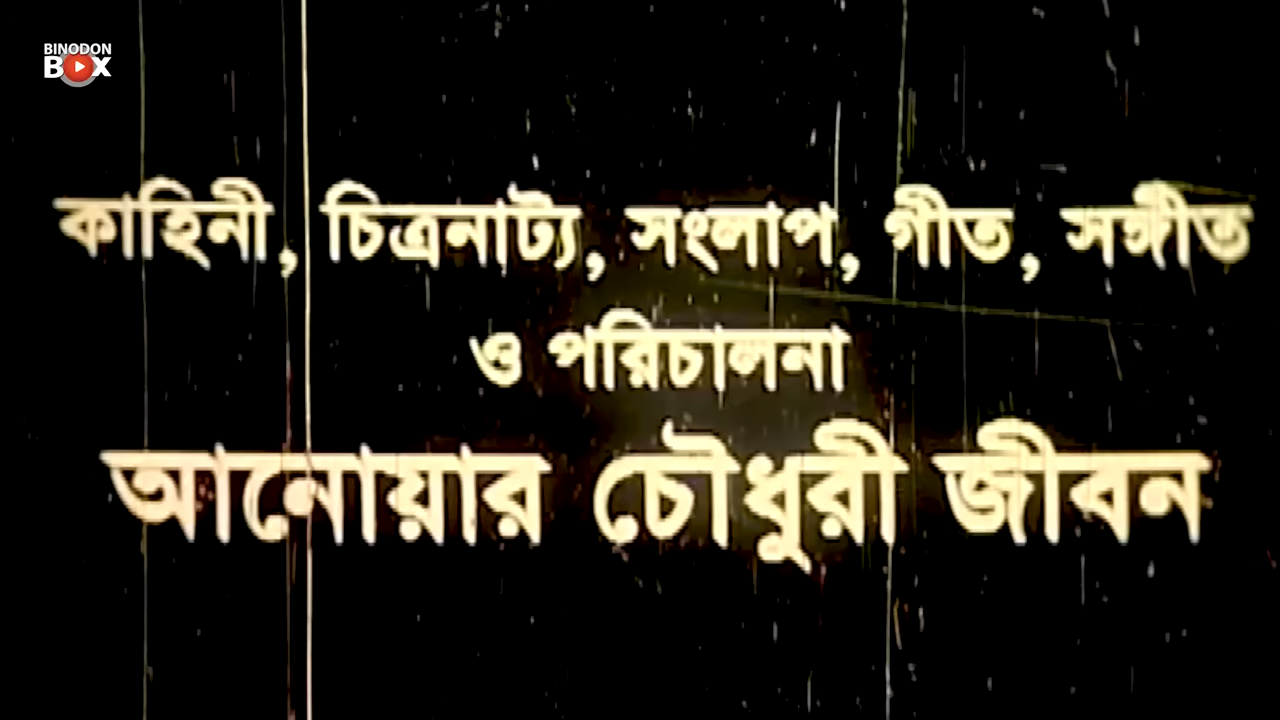 BINODON
BOX
কাহিনী, চিত্রনাট্য, সংলাপ, গীত, সঙ্গীত
ও পরিচালনা
আনোয়ার চৌধুরী জীবন